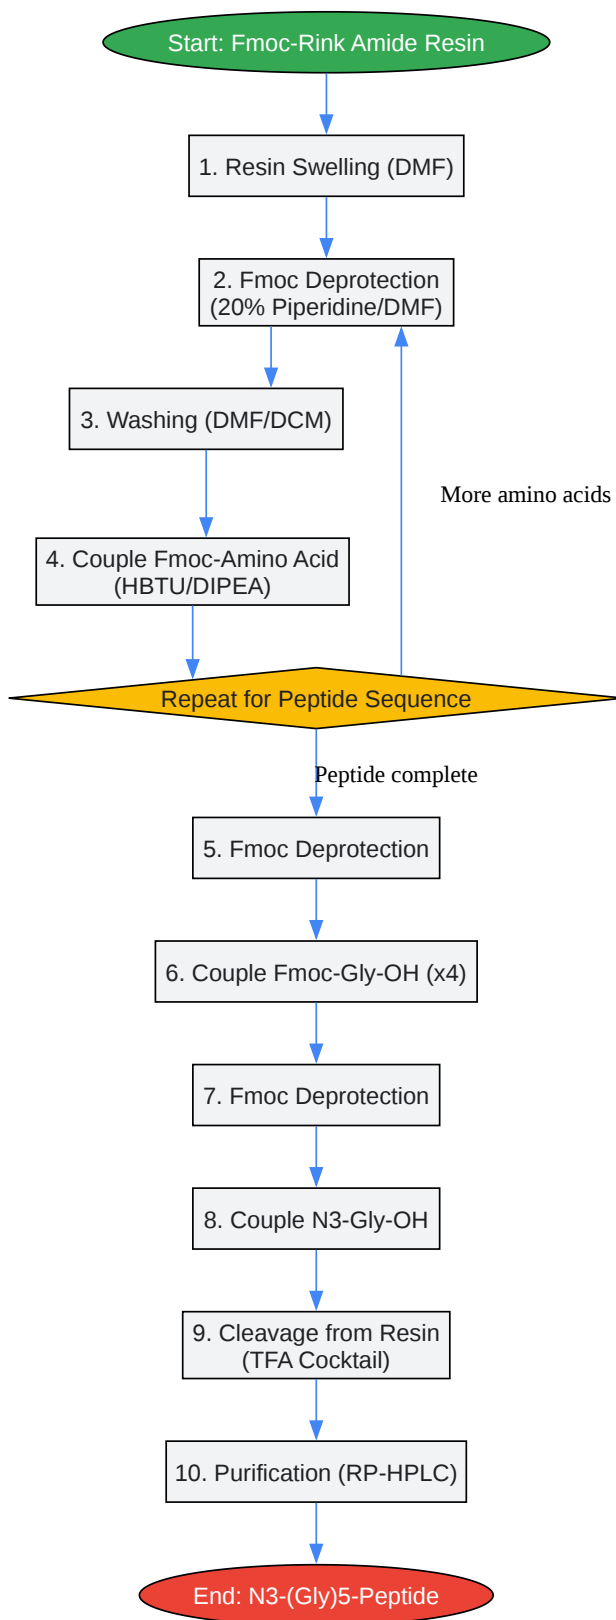 Start: Fmoc-Rink Amide Resin
1. Resin Swelling (DMF)
2. Fmoc Deprotection
(20% Piperidine/DMF)
3. Washing (DMF/DCM)
More amino acids
4. Couple Fmoc-Amino Acid
(HBTU/DIPEA)
Repeat for Peptide Sequence
Peptide complete
5. Fmoc Deprotection
6. Couple Fmoc-Gly-OH (x4)
7. Fmoc Deprotection
8. Couple N3-Gly-OH
9. Cleavage from Resin
(TFA Cocktail)
10. Purification (RP-HPLC)
End: N3-(Gly)5-Peptide